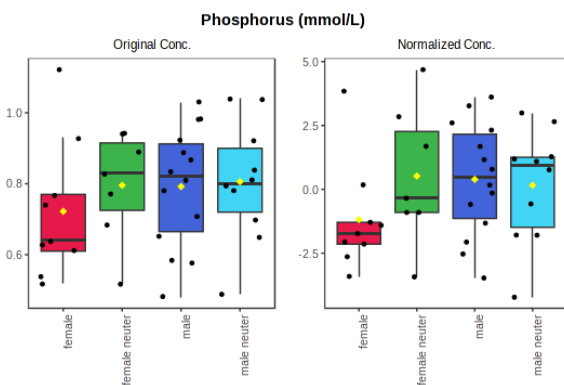 Phosphorus (mmol/L)
Original Conc.
Normalized Conc.
1.0
0.8
0.6
5.0
2.5
0.0
-2.5
female
female neuter
male
male neuter
female
female neuter
male
male neuter